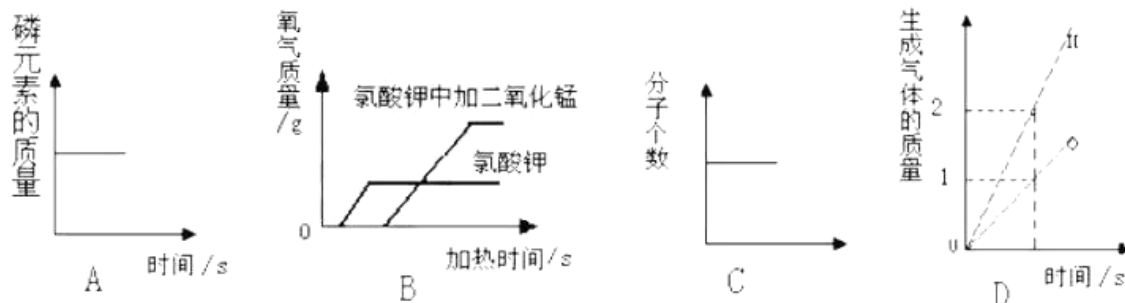 磷元素的质量
时间/s
A
氧气质量/g
氯酸钾中加二氧化锰
氯酸钾
0
加热时间/s
B
分子个数
C
生成气体的质量
2
1
0
H
O
时间/s
D